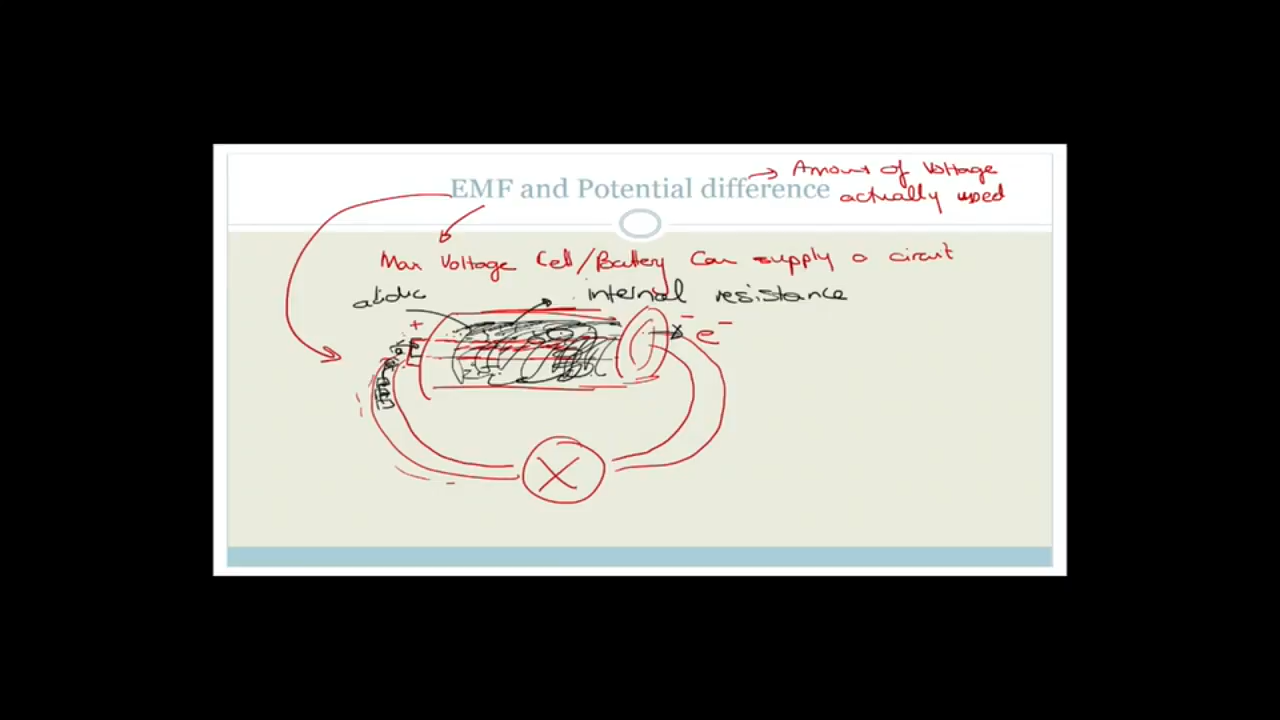 → Amount of Voltage
EMF and Potential difference
actually used
Max Voltage Cell/Battery Can supply a circuit
internal resistance
+
-
e⁻
X